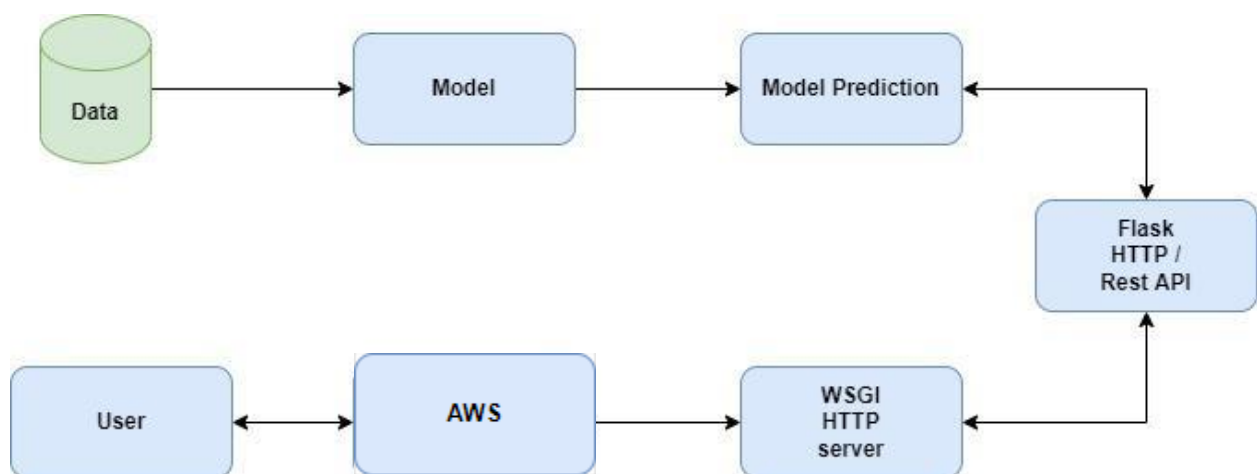 Data
Model
Model Prediction
Flask
HTTP /
Rest API
User
AWS
WSGI
HTTP
server